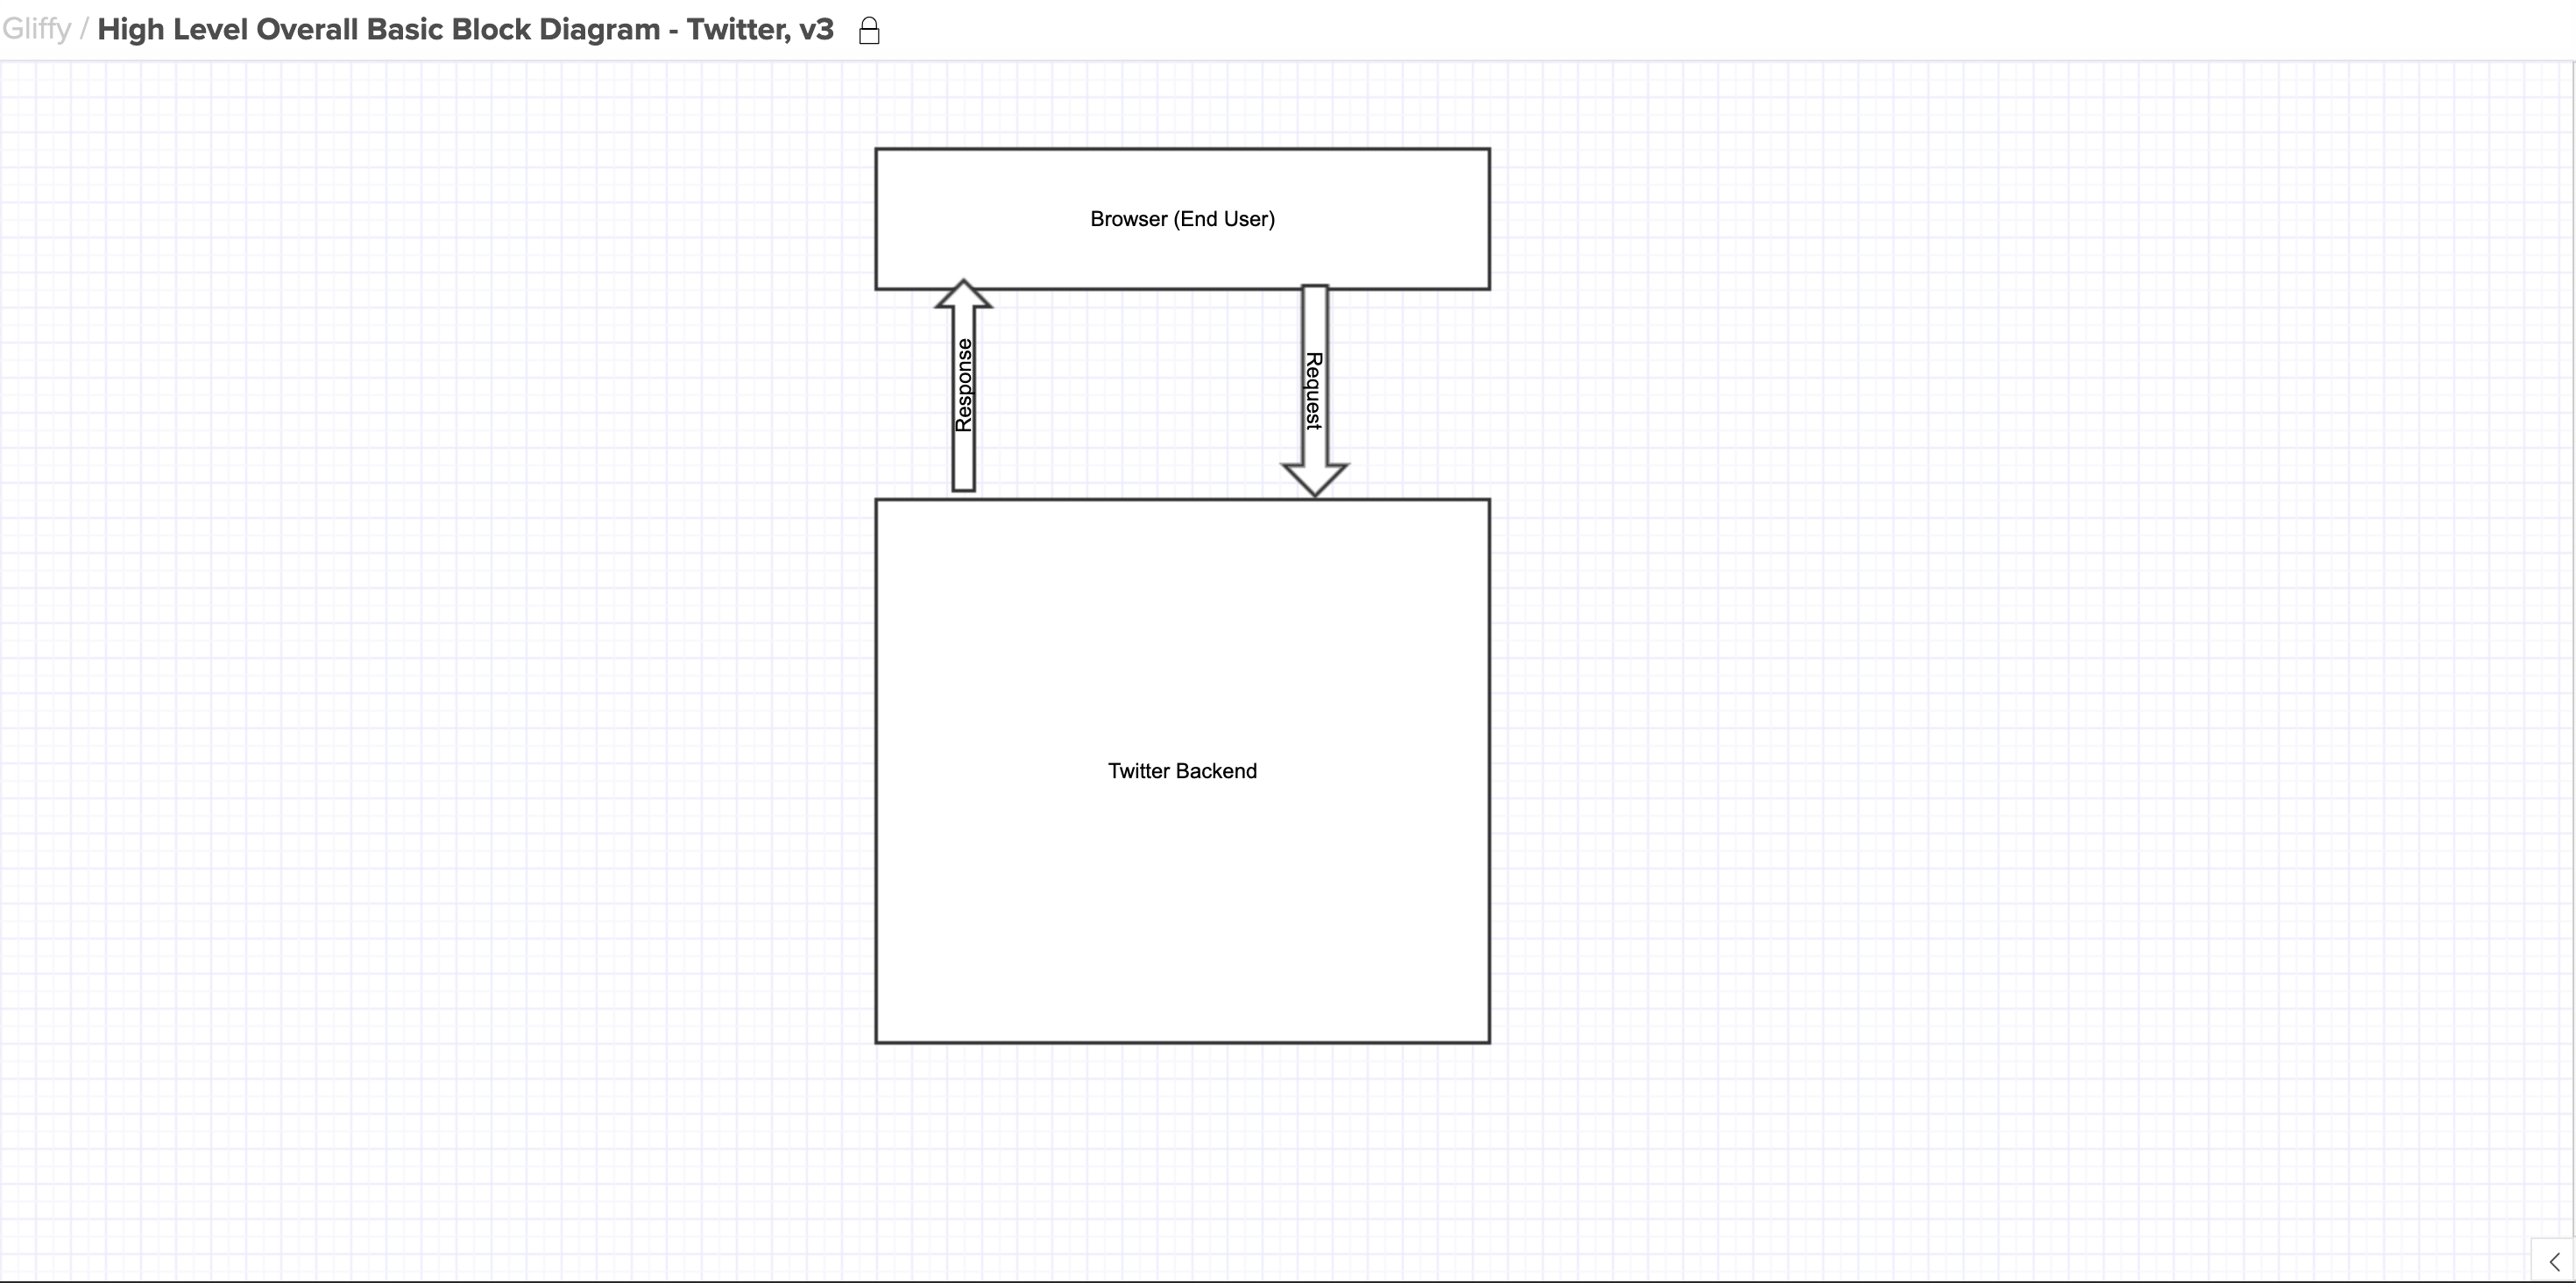 Gliffy / High Level Overall Basic Block Diagram - Twitter, v3
Browser (End User)
Response
Request
Twitter Backend